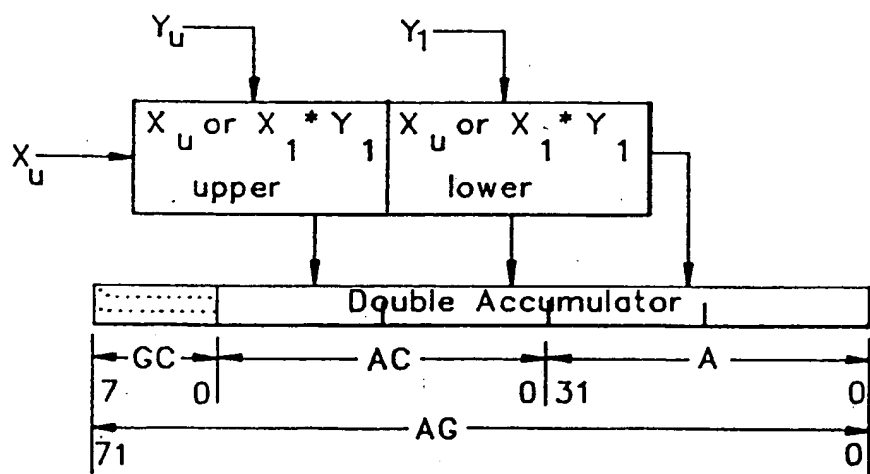 Yu Y1
Xu or X1 * Y1 Xu or X1 * Y1
Xu
upper lower
Double Accumulator
GC AC A
7 0 0 31 0
AG
71 0